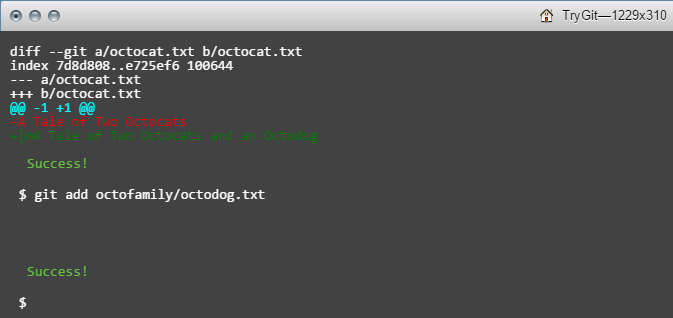 TryGit—1229x310
diff --git a/octocat.txt b/octocat.txt
index 7d8d808..e725ef6 100644
--- a/octocat.txt
+++ b/octocat.txt
@@ -1 +1 @@
-A Tale of Two Octocats
+[mA Tale of Two Octocats and an Octodog
Success!
$ git add octofamily/octodog.txt
Success!
$